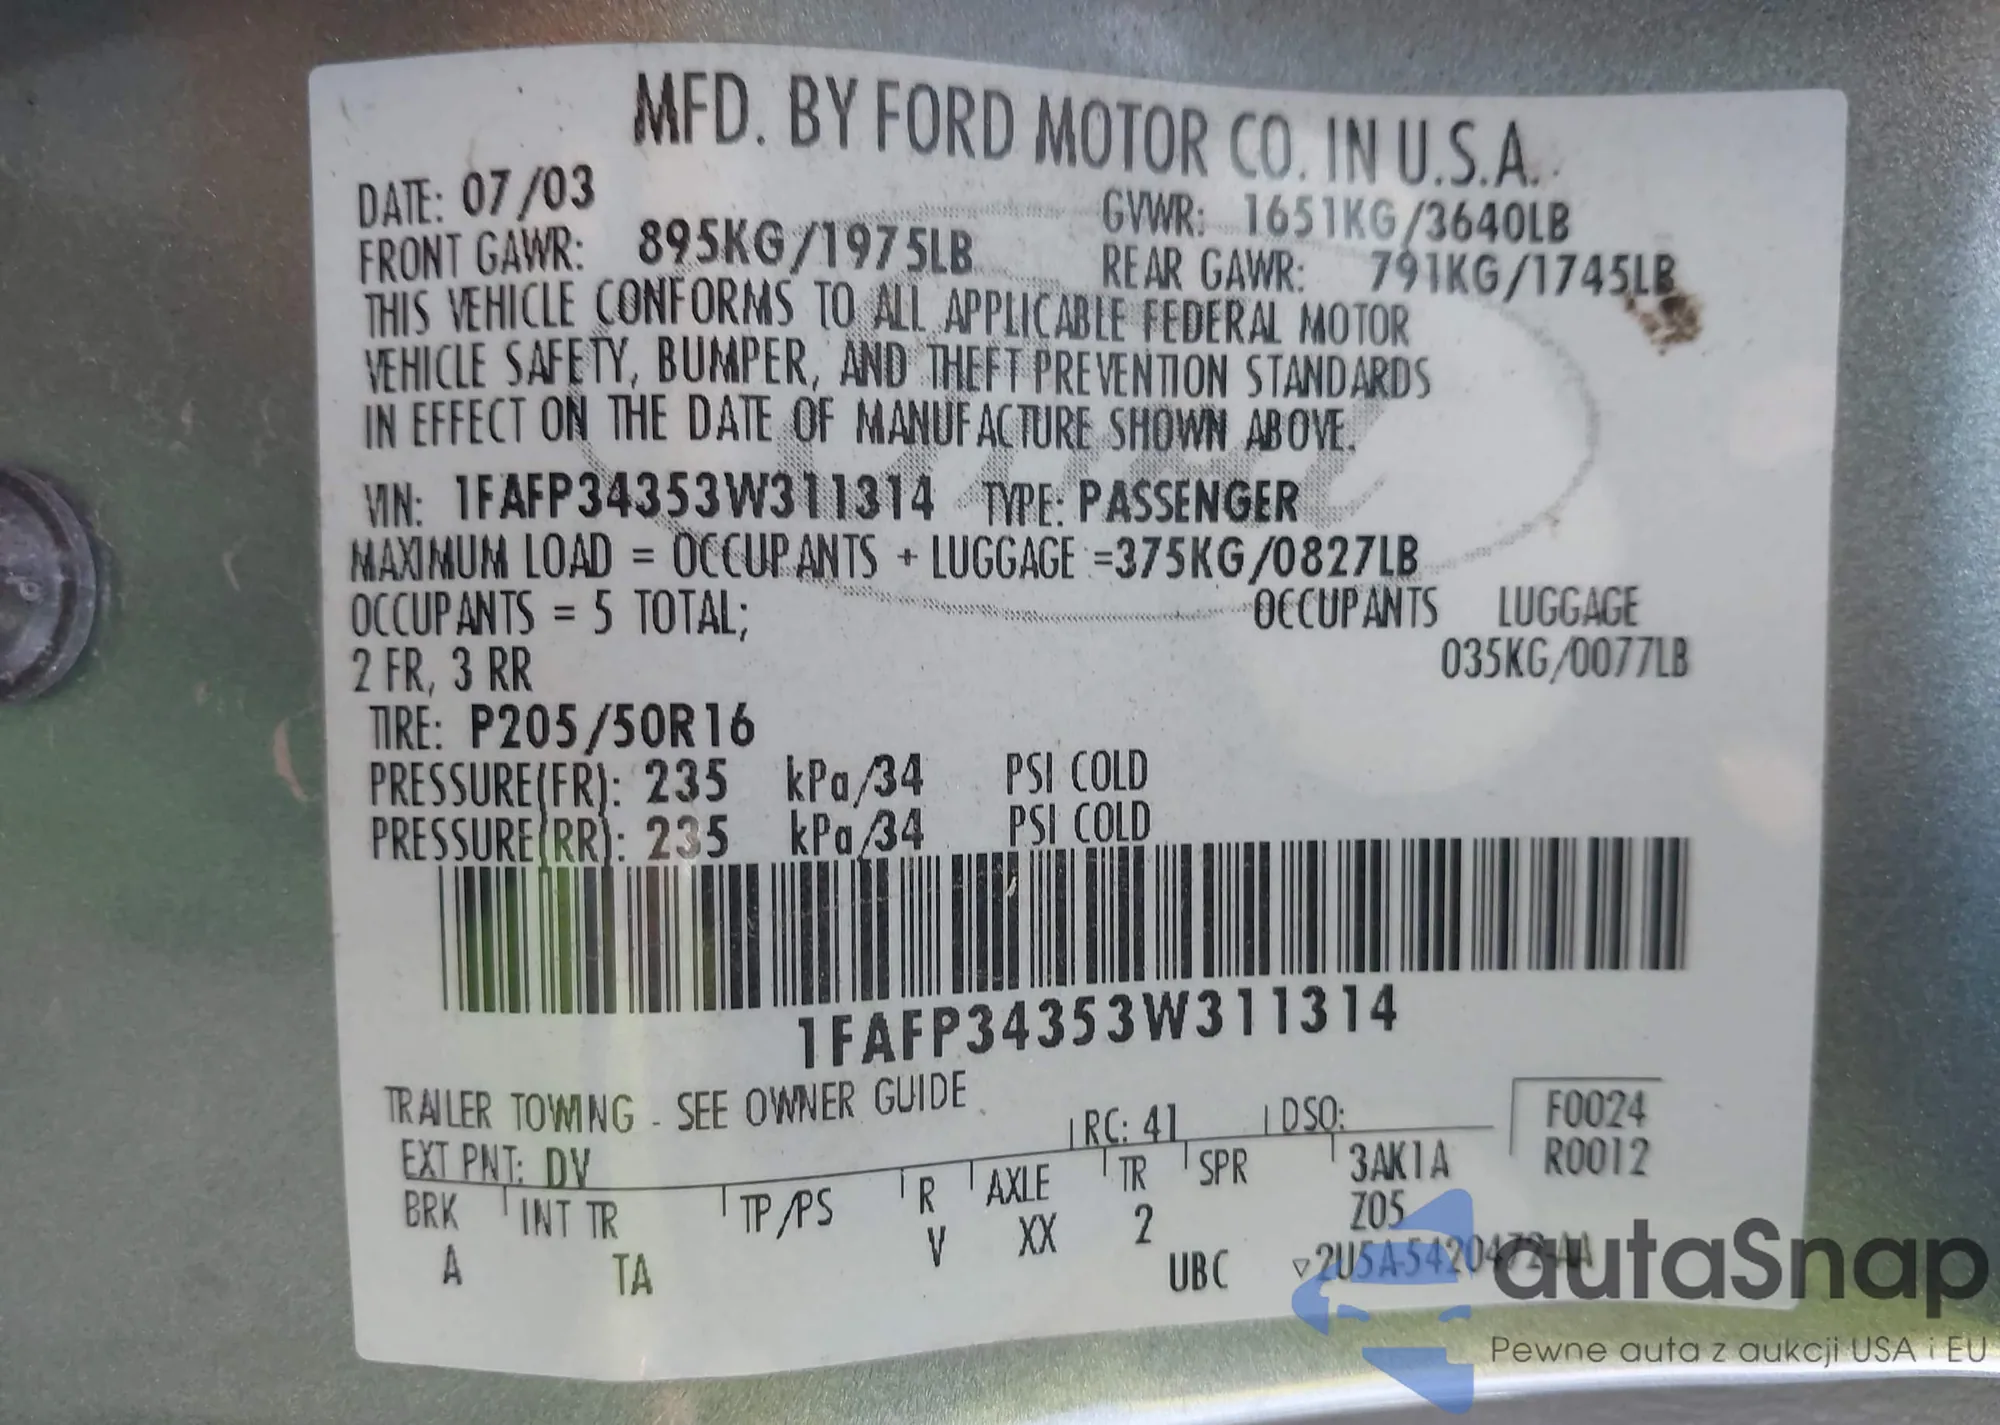 MFD. BY FORD MOTOR CO. IN U.S.A.
DATE: 07/03 GVWR: 1651KG/3640LB
FRONT GAWR: 895KG/1975LB REAR GAWR: 791KG/1745LB
THIS VEHICLE CONFORMS TO ALL APPLICABLE FEDERAL MOTOR
VEHICLE SAFETY, BUMPER, AND THEFT PREVENTION STANDARDS
IN EFFECT ON THE DATE OF MANUFACTURE SHOWN ABOVE.
VIN: 1FAFP34353W311314 TYPE: PASSENGER
MAXIMUM LOAD = OCCUPANTS + LUGGAGE =375KG/0827LB
OCCUPANTS = 5 TOTAL; OCCUPANTS LUGGAGE
2 FR, 3 RR 035KG/0077LB
TIRE: P205/50R16
PRESSURE(FR): 235 kPa/34 PSI COLD
PRESSURE(RR): 235 kPa/34 PSI COLD
1FAFP34353W311314
TRAILER TOWING - SEE OWNER GUIDE
EXT PNT: DV RC: 41 DSO: F0024
BRK INT TR TP/PS R AXLE TR SPR 3AK1A R0012
A TA V XX 2 Z05
UBC ▽2U5A-5420472-AA
autaSnap
Pewne auta z aukcji USA i EU